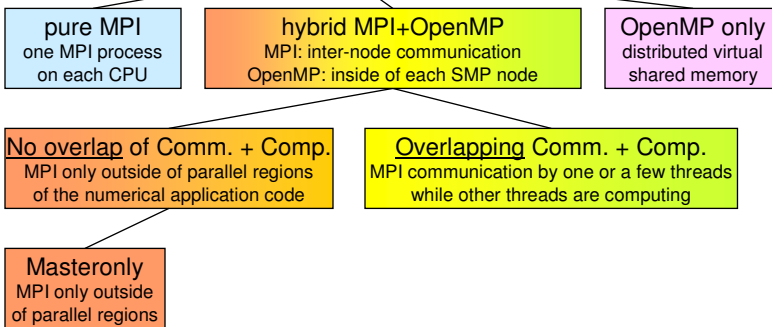 pure MPI
one MPI process
on each CPU
hybrid MPI+OpenMP
MPI: inter-node communication
OpenMP: inside of each SMP node
OpenMP only
distributed virtual
shared memory
No overlap of Comm. + Comp.
MPI only outside of parallel regions
of the numerical application code
Overlapping Comm. + Comp.
MPI communication by one or a few threads
while other threads are computing
Masteronly
MPI only outside
of parallel regions